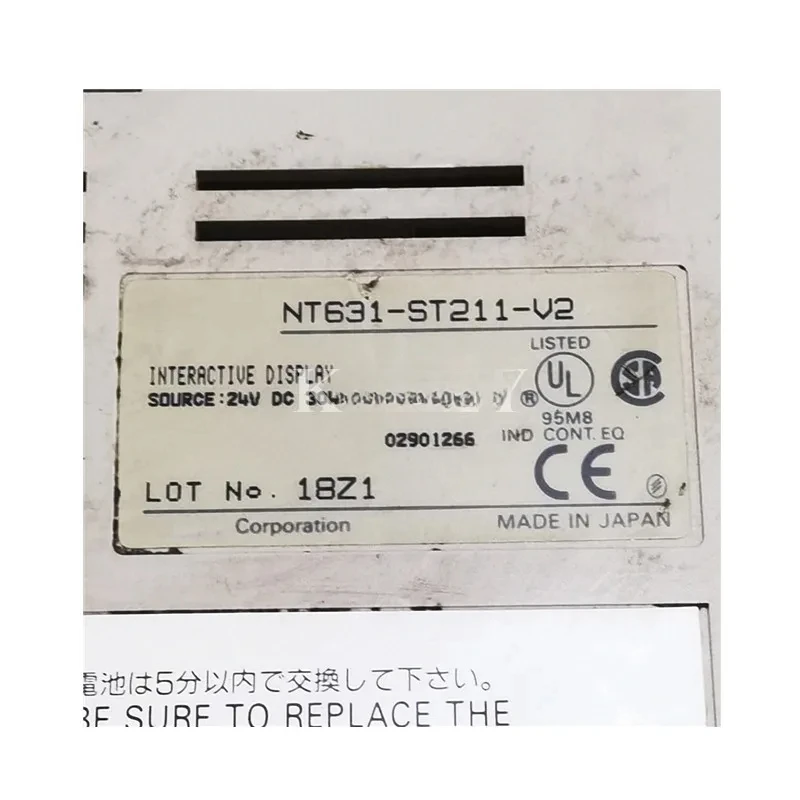 NT631-ST211-V2
LISTED
INTERACTIVE DISPLAY
SOURCE:24V DC 30W
UL
®
SA
95M8
02901266
IND CONT. EQ
CE
LOT No. 18Z1
Corporation
MADE IN JAPAN
電池は5分以内で交換して下さい。
BE SURE TO REPLACE THE